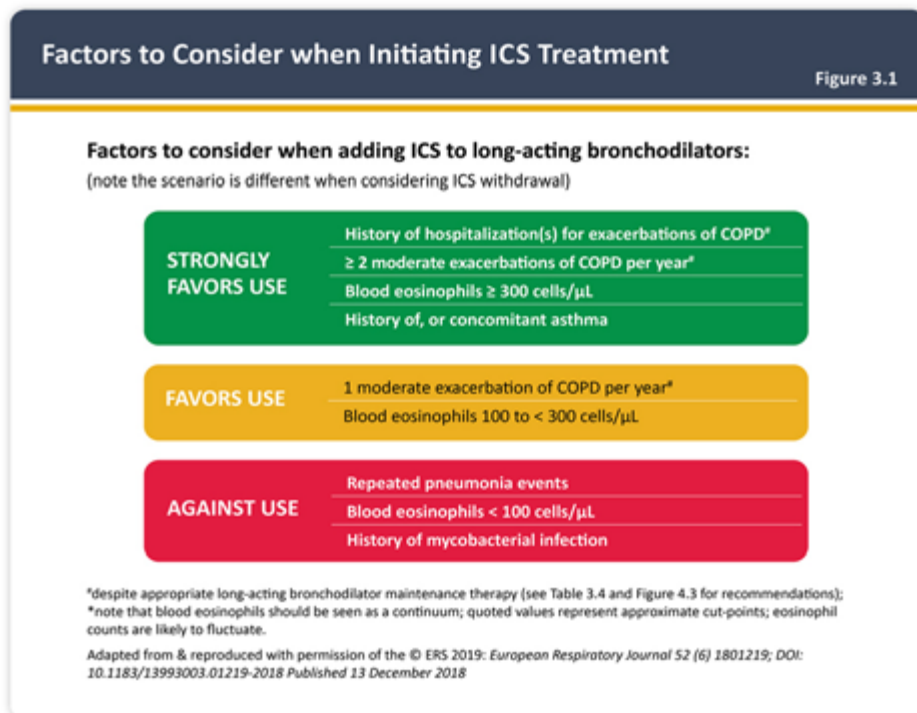 Factors to Consider when Initiating ICS Treatment
Figure 3.1
Factors to consider when adding ICS to long-acting bronchodilators:
(note the scenario is different when considering ICS withdrawal)
STRONGLY
FAVORS USE
History of hospitalization(s) for exacerbations of COPD#
≥ 2 moderate exacerbations of COPD per year#
Blood eosinophils ≥ 300 cells/µL
History of, or concomitant asthma
FAVORS USE
1 moderate exacerbation of COPD per year#
Blood eosinophils 100 to < 300 cells/µL
AGAINST USE
Repeated pneumonia events
Blood eosinophils < 100 cells/µL
History of mycobacterial infection
#despite appropriate long-acting bronchodilator maintenance therapy (see Table 3.4 and Figure 4.3 for recommendations);
*note that blood eosinophils should be seen as a continuum; quoted values represent approximate cut-points; eosinophil
counts are likely to fluctuate.
Adapted from & reproduced with permission of the © ERS 2019: European Respiratory Journal 52 (6) 1801219; DOI:
10.1183/13993003.01219-2018 Published 13 December 2018